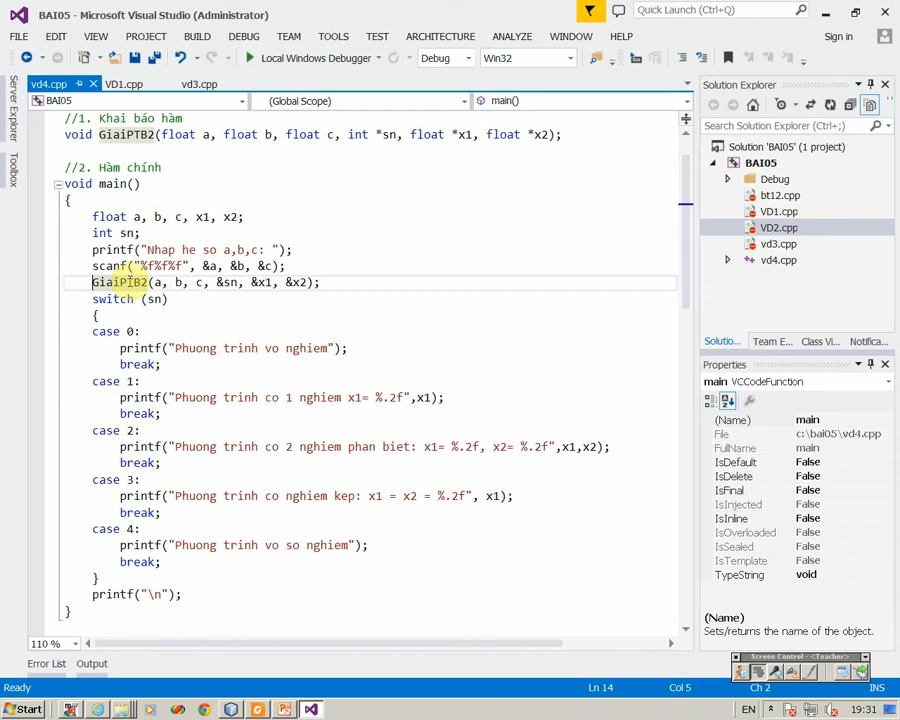 BAI05 - Microsoft Visual Studio (Administrator)
Quick Launch (Ctrl+Q)
FILE EDIT VIEW PROJECT BUILD DEBUG TEAM TOOLS TEST ARCHITECTURE ANALYZE WINDOW HELP Sign in
Local Windows Debugger Debug Win32
Server Explorer
Toolbox
vd4.cpp VD1.cpp vd3.cpp
BAI05 (Global Scope) main()
//1. Khai báo hàm
void GiaiPTB2(float a, float b, float c, int *sn, float *x1, float *x2);
//2. Hàm chính
void main()
{
float a, b, c, x1, x2;
int sn;
printf("Nhap he so a,b,c: ");
scanf("%f%f%f", &a, &b, &c);
GiaiPTB2(a, b, c, &sn, &x1, &x2);
switch (sn)
{
case 0:
printf("Phuong trinh vo nghiem");
break;
case 1:
printf("Phuong trinh co 1 nghiem x1= %.2f",x1);
break;
case 2:
printf("Phuong trinh co 2 nghiem phan biet: x1= %.2f, x2= %.2f",x1,x2);
break;
case 3:
printf("Phuong trinh co nghiem kep: x1 = x2 = %.2f", x1);
break;
case 4:
printf("Phuong trinh vo so nghiem");
break;
}
printf("\n");
}
110 %
Error List Output
Solution Explorer
Search Solution Explorer (Ctrl+;)
Solution 'BAI05' (1 project)
BAI05
Debug
bt12.cpp
VD1.cpp
VD2.cpp
vd3.cpp
vd4.cpp
Solutio... Team E... Class Vi... Notifica...
Properties
main VCCodeFunction
(Name) main
File c:\bai05\vd4.cpp
FullName main
IsDefault False
IsDelete False
IsFinal False
IsInjected False
IsInline False
IsOverloaded False
IsSealed False
IsTemplate False
TypeString void
(Name)
Sets/returns the name of the object.
Screen Control - <Teacher>
Ready Ln 14 Col 5 Ch 2 INS
Start EN 19:31